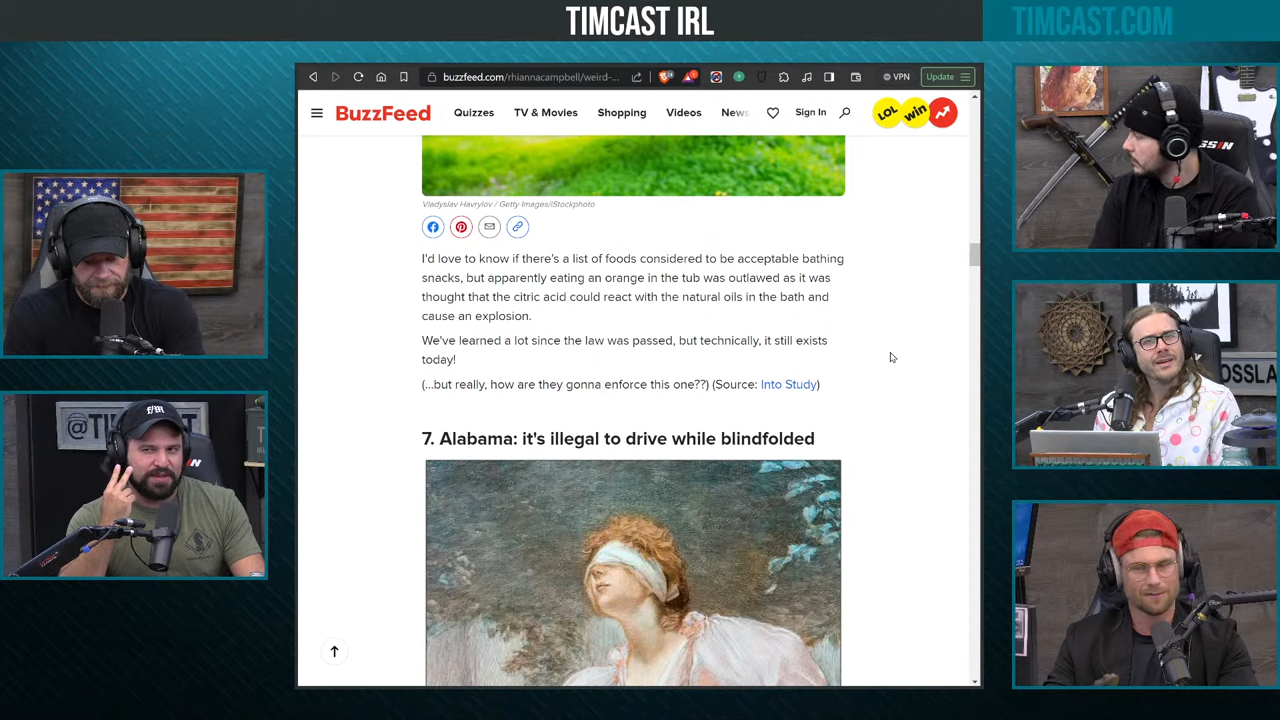 TIMCAST IRL
TIMCAST.COM
buzzfeed.com/rhiannacampbell/weird-...
VPN
Update
BuzzFeed
Quizzes
TV & Movies
Shopping
Videos
News
Sign In
LOL
win
Vladyslav Havrylov / Getty Images/iStockphoto
I'd love to know if there's a list of foods considered to be acceptable bathing
snacks, but apparently eating an orange in the tub was outlawed as it was
thought that the citric acid could react with the natural oils in the bath and
cause an explosion.
We've learned a lot since the law was passed, but technically, it still exists
today!
(...but really, how are they gonna enforce this one??) (Source: Into Study)
7. Alabama: it's illegal to drive while blindfolded